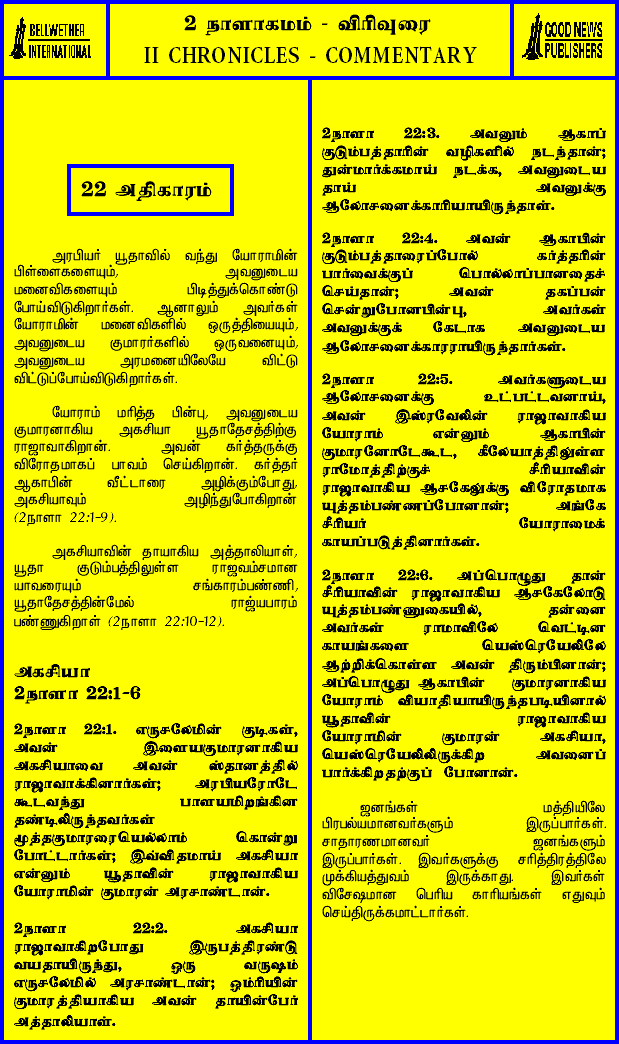 BELLWETHER
INTERNATIONAL
2 நாளாகமம் - விரிவுரை
II CHRONICLES - COMMENTARY
GOOD NEWS
PUBLISHERS
22 அதிகாரம்
அரபியர் யூதாவில் வந்து யோராமின்
பிள்ளைகளையும், அவனுடைய
மனைவிகளையும் பிடித்துக்கொண்டு
போய்விடுகிறார்கள். ஆனாலும் அவர்கள்
யோராமின் மனைவிகளில் ஒருத்தியையும்,
அவனுடைய குமாரர்களில் ஒருவனையும்,
அவனுடைய அரமனையிலேயே விட்டு
விட்டுப்போய்விடுகிறார்கள்.
யோராம் மரித்த பின்பு, அவனுடைய
குமாரனாகிய அகசியா யூதாதேசத்திற்கு
ராஜாவாகிறான். அவன் கர்த்தருக்கு
விரோதமாகப் பாவம் செய்கிறான். கர்த்தர்
ஆகாபின் வீட்டாரை அழிக்கும்போது,
அகசியாவும் அழிந்துபோகிறான்
(2நாளா 22:1-9).
அகசியாவின் தாயாகிய அத்தாலியாள்,
யூதா குடும்பத்திலுள்ள ராஜவம்சமான
யாவரையும் சங்காரம்பண்ணி,
யூதாதேசத்தின்மேல் ராஜ்யபாரம்
பண்ணுகிறாள் (2நாளா 22:10-12).
அகசியா
2நாளா 22:1-6
2நாளா 22:1. எருசலேமின் குடிகள்,
அவன் இளையகுமாரனாகிய
அகசியாவை அவன் ஸ்தானத்தில்
ராஜாவாக்கினார்கள்; அரபியரோடே
கூடவந்து பாளயமிறங்கின
தண்டிலிருந்தவர்கள்
மூத்தகுமாரரையெல்லாம் கொன்று
போட்டார்கள்; இவ்விதமாய் அகசியா
என்னும் யூதாவின் ராஜாவாகிய
யோராமின் குமாரன் அரசாண்டான்.
2நாளா 22:2. அகசியா
ராஜாவாகிறபோது இருபத்திரண்டு
வயதாயிருந்து, ஒரு வருஷம்
எருசலேமில் அரசாண்டான்; ஒம்ரியின்
குமாரத்தியாகிய அவன் தாயின்பேர்
அத்தாலியாள்.
2நாளா 22:3. அவனும் ஆகாப்
குடும்பத்தாரின் வழிகளில் நடந்தான்;
துன்மார்க்கமாய் நடக்க, அவனுடைய
தாய் அவனுக்கு
ஆலோசனைக்காரியாயிருந்தாள்.
2நாளா 22:4. அவன் ஆகாபின்
குடும்பத்தாரைப்போல் கர்த்தரின்
பார்வைக்குப் பொல்லாப்பானதைச்
செய்தான்; அவன் தகப்பன்
சென்றுபோனபின்பு, அவர்கள்
அவனுக்குக் கேடாக அவனுடைய
ஆலோசனைக்காரராயிருந்தார்கள்.
2நாளா 22:5. அவர்களுடைய
ஆலோசனைக்கு உட்பட்டவனாய்,
அவன் இஸ்ரவேலின் ராஜாவாகிய
யோராம் என்னும் ஆகாபின்
குமாரனோடேகூட, கீலேயாத்திலுள்ள
ராமோத்திற்குச் சீரியாவின்
ராஜாவாகிய ஆசகேலுக்கு விரோதமாக
யுத்தம்பண்ணப்போனான்; அங்கே
சீரியர் யோராமைக்
காயப்படுத்தினார்கள்.
2நாளா 22:6. அப்பொழுது தான்
சீரியாவின் ராஜாவாகிய ஆசகேலோடு
யுத்தம்பண்ணுகையில், தன்னை
அவர்கள் ராமாவிலே வெட்டின
காயங்களை யெஸ்ரெயேலிலே
ஆற்றிக்கொள்ள அவன் திரும்பினான்;
அப்பொழுது ஆகாபின் குமாரனாகிய
யோராம் வியாதியாயிருந்தபடியினால்
யூதாவின் ராஜாவாகிய
யோராமின் குமாரன் அகசியா,
யெஸ்ரெயேலிலிருக்கிற அவனைப்
பார்க்கிறதற்குப் போனான்.
ஜனங்கள் மத்தியிலே
பிரபல்யமானவர்களும் இருப்பார்கள்.
சாதாரணமானவர் ஜனங்களும்
இருப்பார்கள். இவர்களுக்கு சரித்திரத்திலே
முக்கியத்துவம் இருக்காது. இவர்கள்
விசேஷமான பெரிய காரியங்கள் எதுவும்
செய்திருக்கமாட்டார்கள்.